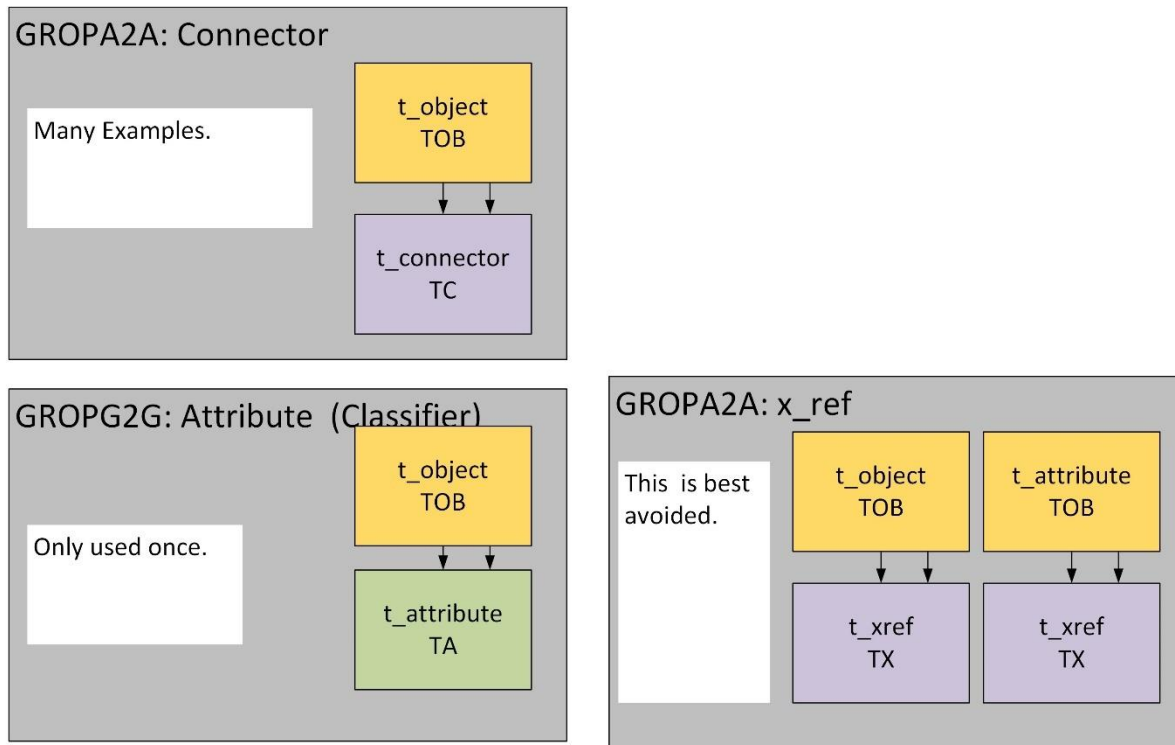 GROPA2A: Connector
Many Examples.
t_object
TOB
t_connector
TC
GROPG2G: Attribute  (Classifier)
Only used once.
t_object
TOB
t_attribute
TA
GROPA2A: x_ref
This  is best
avoided.
t_object
TOB
t_attribute
TOB
t_xref
TX
t_xref
TX